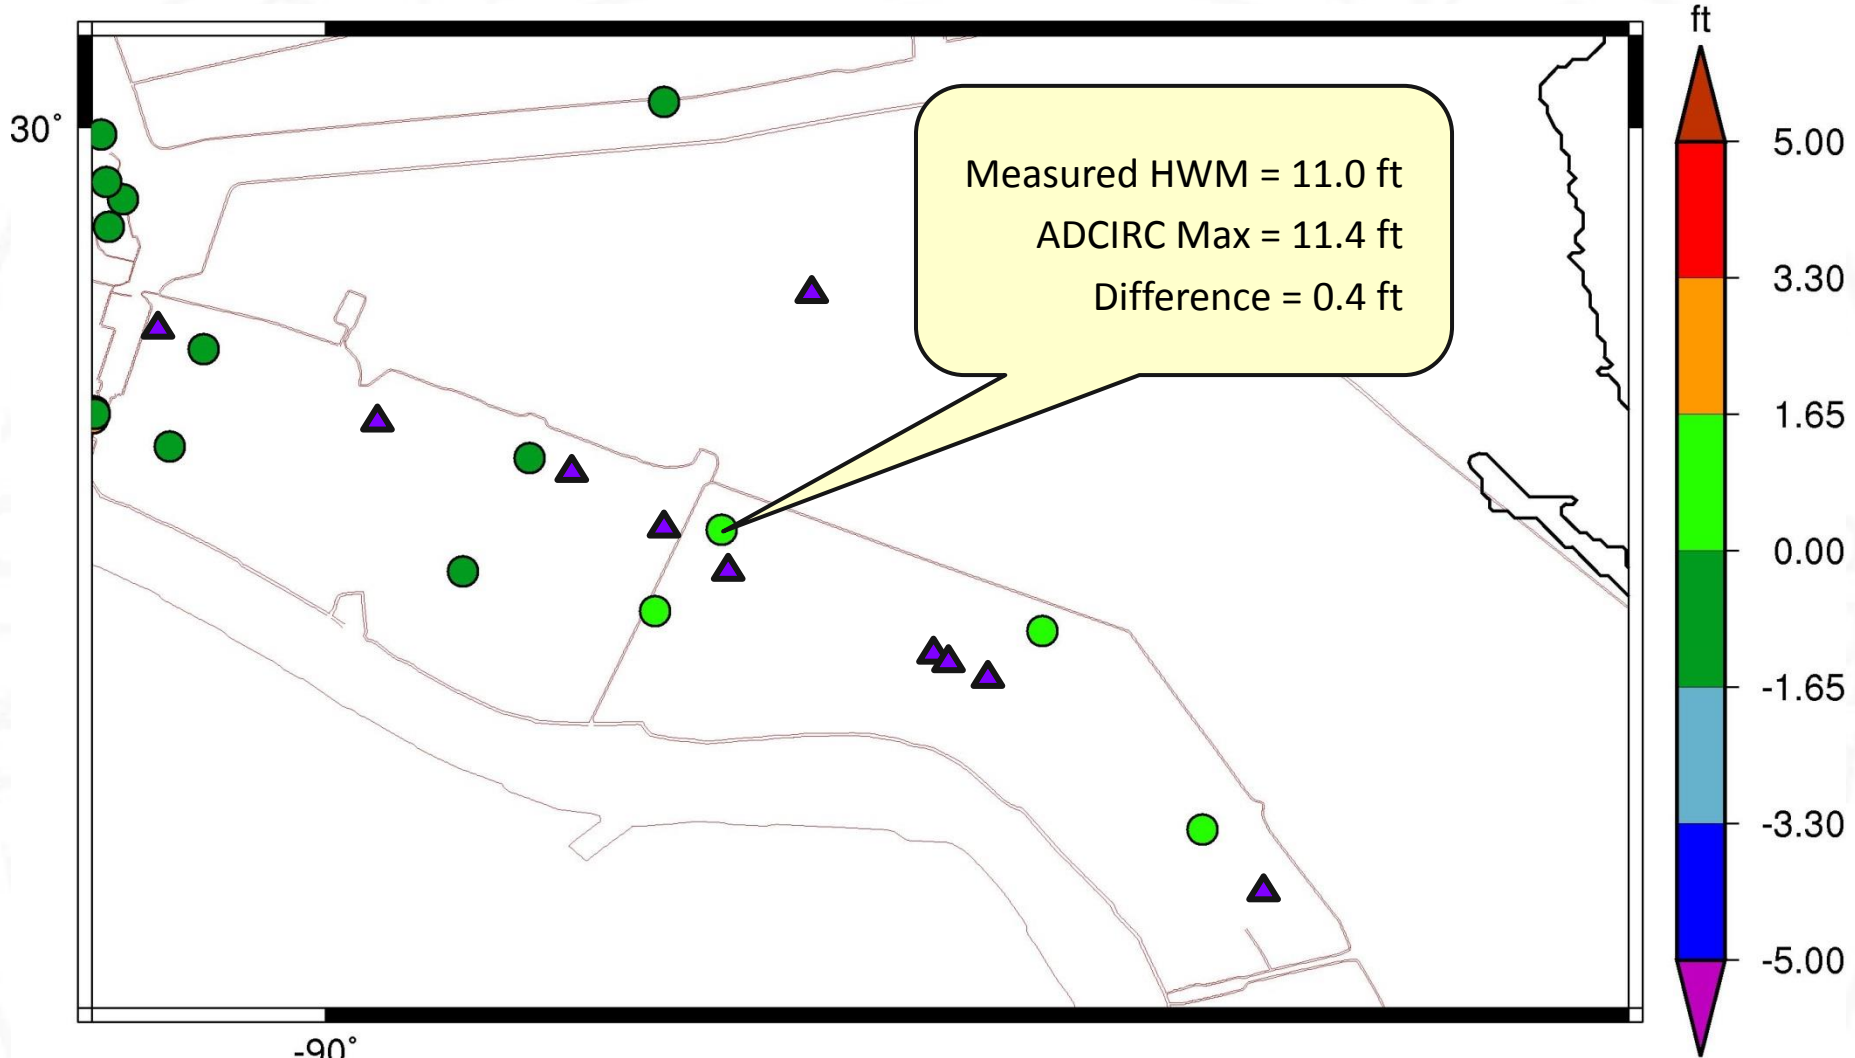 ft
30°
Measured HWM = 11.0 ft
ADCIRC Max = 11.4 ft
Difference = 0.4 ft
5.00
3.30
1.65
0.00
-1.65
-3.30
-5.00
-90°